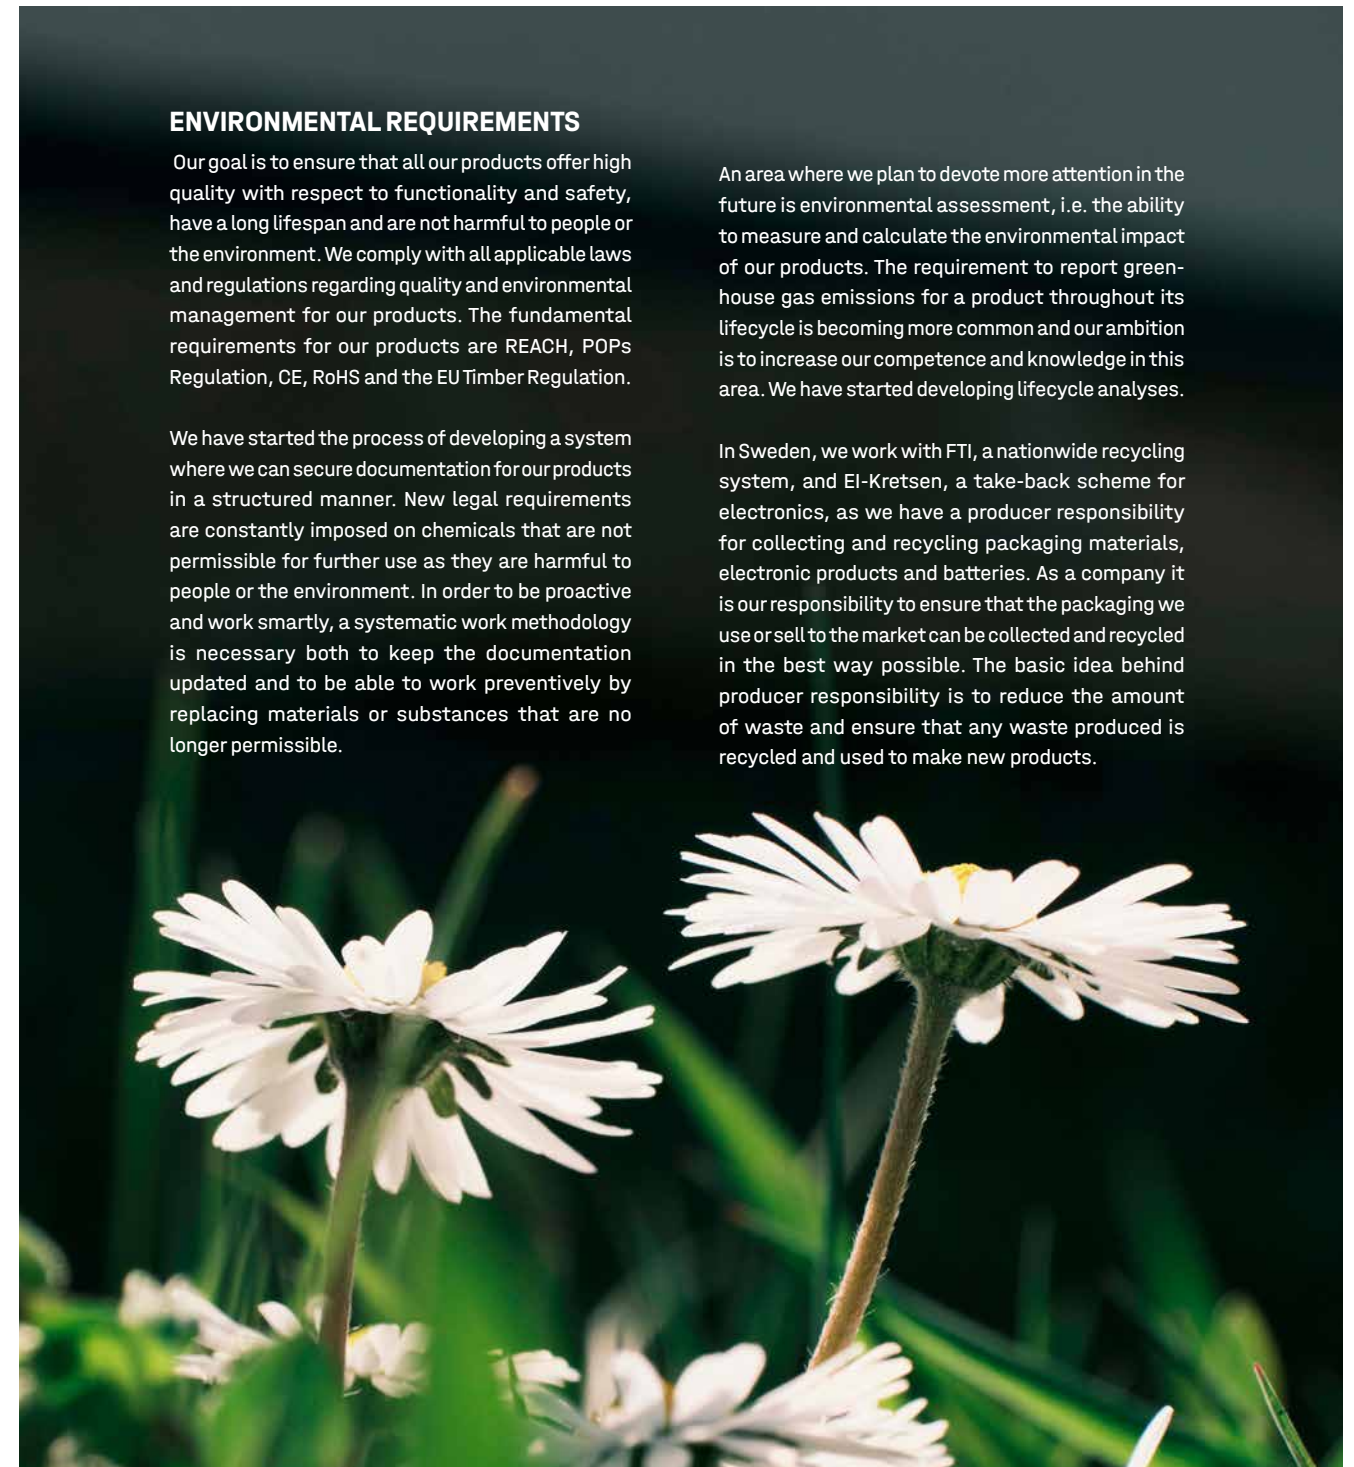 ENVIRONMENTAL REQUIREMENTS
Our goal is to ensure that all our products offer high
quality with respect to functionality and safety,
have a long lifespan and are not harmful to people or
the environment. We comply with all applicable laws
and regulations regarding quality and environmental
management for our products. The fundamental
requirements for our products are REACH, POPs
Regulation, CE, RoHS and the EU Timber Regulation.
We have started the process of developing a system
where we can secure documentation for our products
in a structured manner. New legal requirements
are constantly imposed on chemicals that are not
permissible for further use as they are harmful to
people or the environment. In order to be proactive
and work smartly, a systematic work methodology
is necessary both to keep the documentation
updated and to be able to work preventively by
replacing materials or substances that are no
longer permissible.
An area where we plan to devote more attention in the
future is environmental assessment, i.e. the ability
to measure and calculate the environmental impact
of our products. The requirement to report green-
house gas emissions for a product throughout its
lifecycle is becoming more common and our ambition
is to increase our competence and knowledge in this
area. We have started developing lifecycle analyses.
In Sweden, we work with FTI, a nationwide recycling
system, and EI-Kretsen, a take-back scheme for
electronics, as we have a producer responsibility
for collecting and recycling packaging materials,
electronic products and batteries. As a company it
is our responsibility to ensure that the packaging we
use or sell to the market can be collected and recycled
in the best way possible. The basic idea behind
producer responsibility is to reduce the amount
of waste and ensure that any waste produced is
recycled and used to make new products.